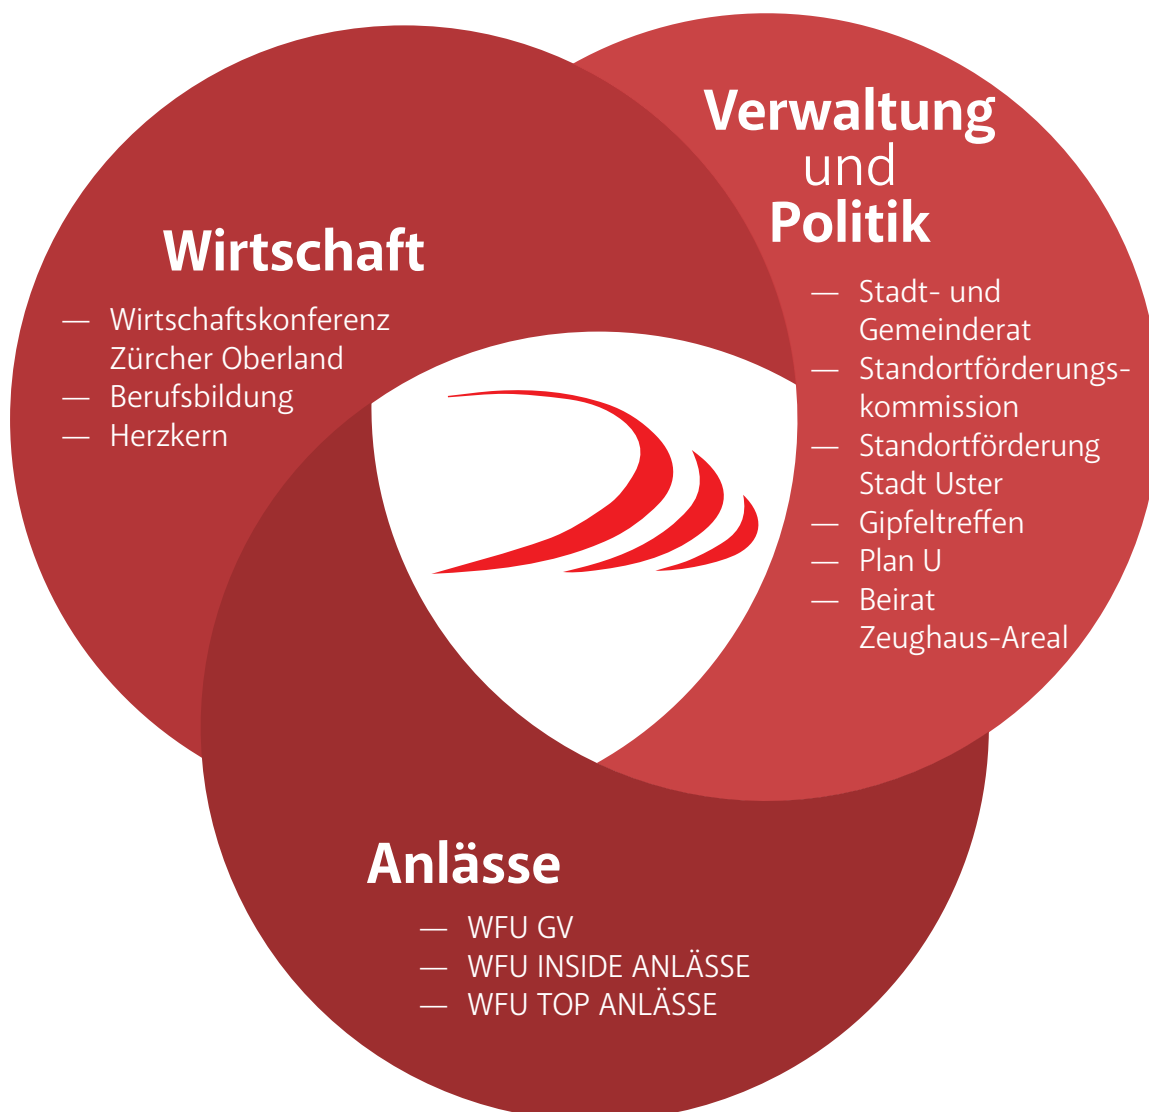 Wirtschaft
— Wirtschaftskonferenz
Zürcher Oberland
— Berufsbildung
— Herzkern
Verwaltung
und
Politik
— Stadt- und
Gemeinderat
— Standortförderungs-
kommission
— Standortförderung
Stadt Uster
— Gipfeltreffen
— Plan U
— Beirat
Zeughaus-Areal
Anlässe
— WFU GV
— WFU INSIDE ANLÄSSE
— WFU TOP ANLÄSSE